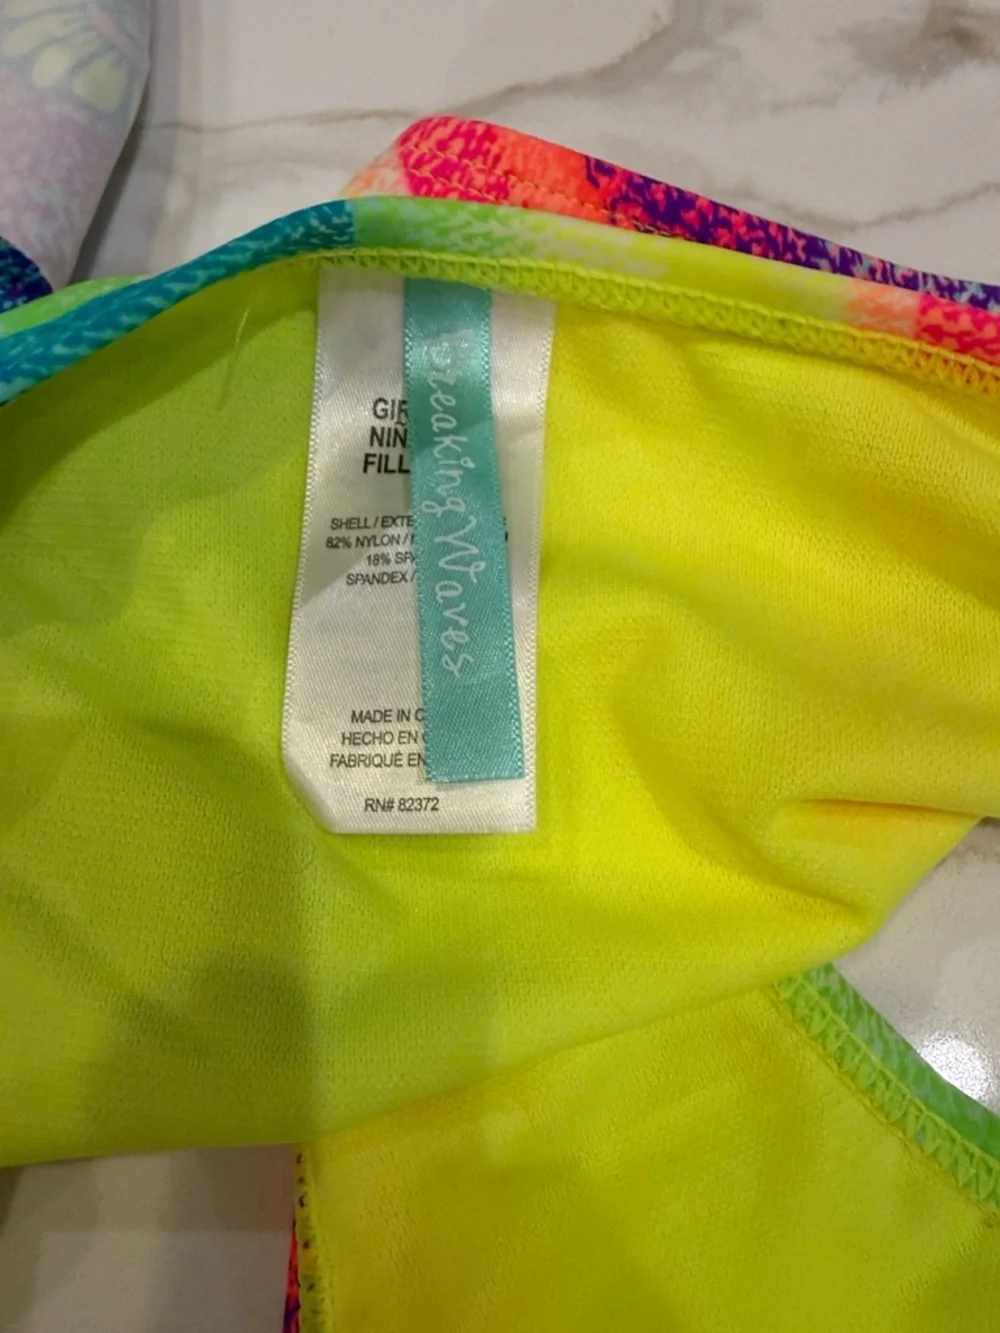 Breaking Waves
GIR
NIÑ
FILL
SHELL / EXTE
82% NYLON /
18% SPA
SPANDEX /
MADE IN C
HECHO EN
FABRIQUÉ EN
RN# 82372